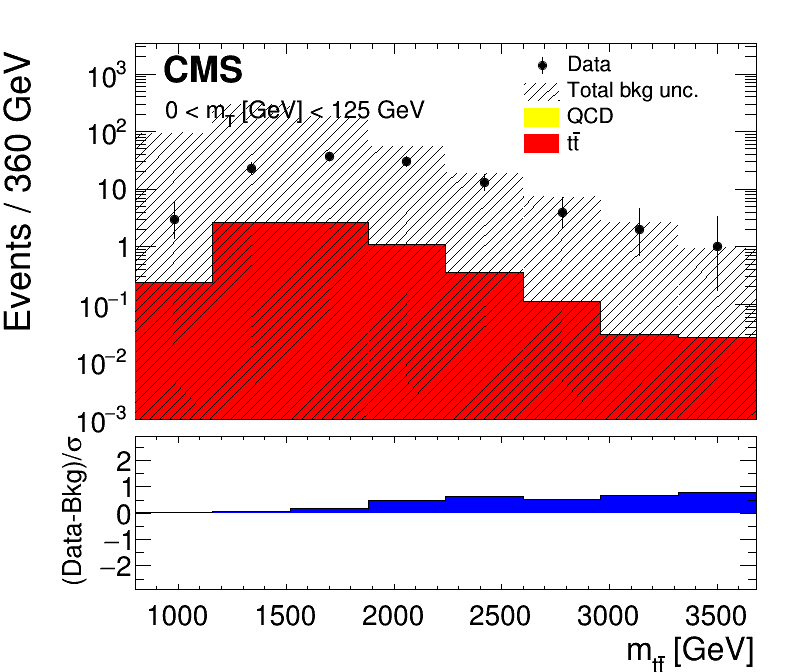 CMS
0 < m_T [GeV] < 125 GeV
Data
Total bkg unc.
QCD
tt̄
Events / 360 GeV
10³
10²
10
1
10⁻¹
10⁻²
10⁻³
(Data-Bkg)/σ
2
1
0
−1
−2
1000 1500 2000 2500 3000 3500
m_tt̄ [GeV]